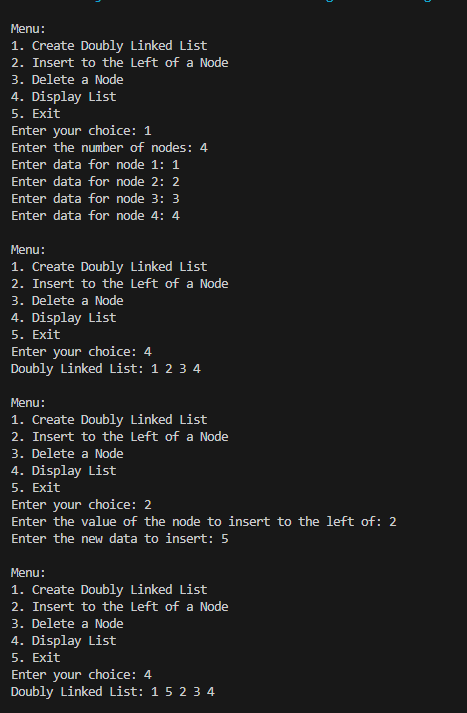 Menu:
1. Create Doubly Linked List
2. Insert to the Left of a Node
3. Delete a Node
4. Display List
5. Exit
Enter your choice: 1
Enter the number of nodes: 4
Enter data for node 1: 1
Enter data for node 2: 2
Enter data for node 3: 3
Enter data for node 4: 4
Menu:
1. Create Doubly Linked List
2. Insert to the Left of a Node
3. Delete a Node
4. Display List
5. Exit
Enter your choice: 4
Doubly Linked List: 1 2 3 4
Menu:
1. Create Doubly Linked List
2. Insert to the Left of a Node
3. Delete a Node
4. Display List
5. Exit
Enter your choice: 2
Enter the value of the node to insert to the left of: 2
Enter the new data to insert: 5
Menu:
1. Create Doubly Linked List
2. Insert to the Left of a Node
3. Delete a Node
4. Display List
5. Exit
Enter your choice: 4
Doubly Linked List: 1 5 2 3 4